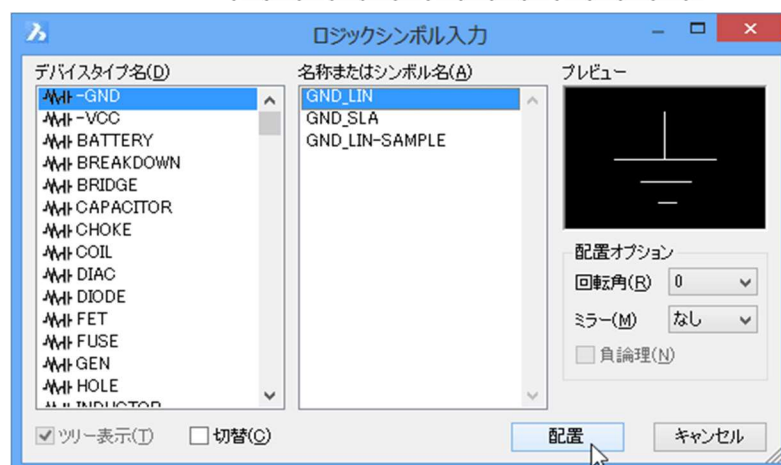 ロジックシンボル入力
デバイスタイプ名(D)
-GND
-VCC
BATTERY
BREAKDOWN
BRIDGE
CAPACITOR
CHOKE
COIL
DIAC
DIODE
FET
FUSE
GEN
HOLE
INDUCTOR
名称またはシンボル名(A)
GND_LIN
GND_SLA
GND_LIN-SAMPLE
プレビュー
配置オプション
回転角(R) 0
ミラー(M) なし
負論理(N)
ツリー表示(T) 切替(C) 配置 キャンセル